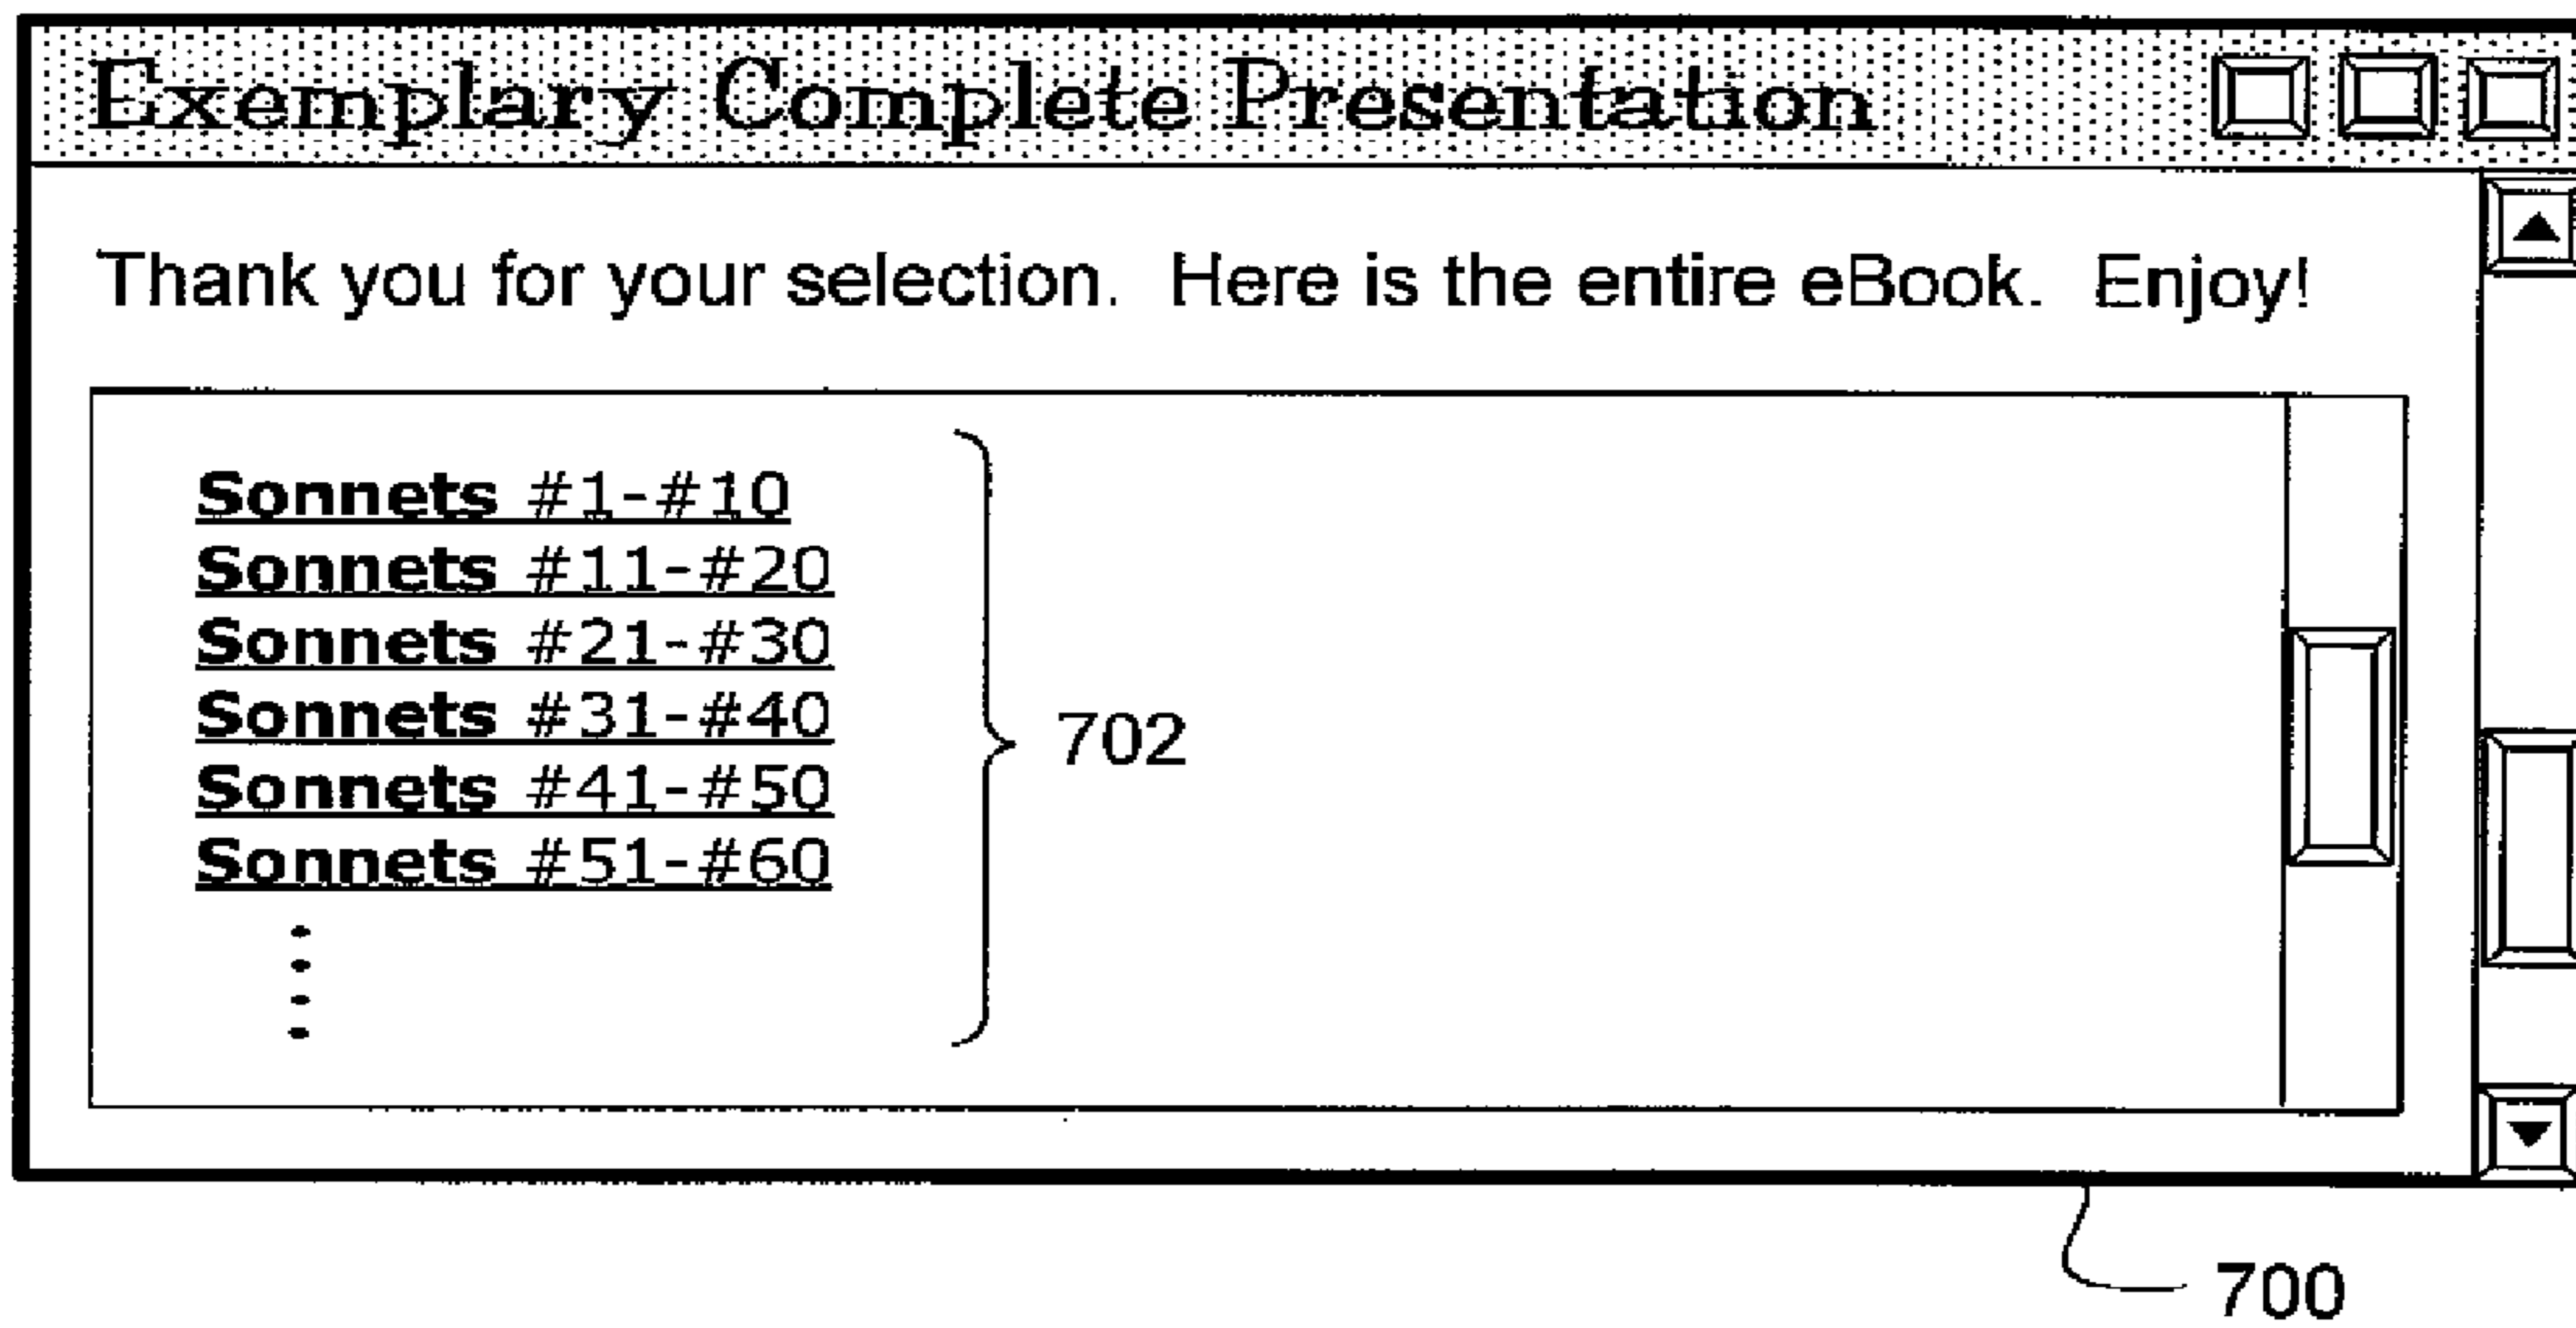 Exemplary Complete Presentation
Thank you for your selection.  Here is the entire eBook.  Enjoy!
Sonnets #1-#10
Sonnets #11-#20
Sonnets #21-#30
Sonnets #31-#40
Sonnets #41-#50
Sonnets #51-#60
702
700